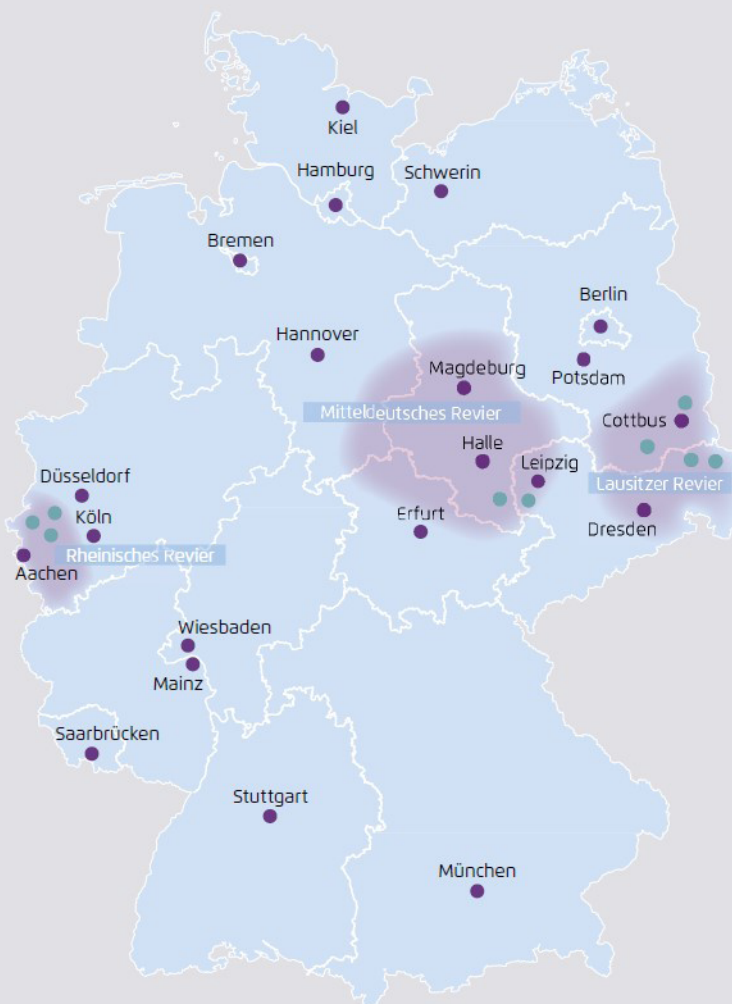 Kiel
Hamburg
Schwerin
Bremen
Berlin
Hannover
Magdeburg
Potsdam
Mitteldeutsches Revier
Cottbus
Halle
Leipzig
Düsseldorf
Lausitzer Revier
Köln
Erfurt
Dresden
Rheinisches Revier
Aachen
Wiesbaden
Mainz
Saarbrücken
Stuttgart
München